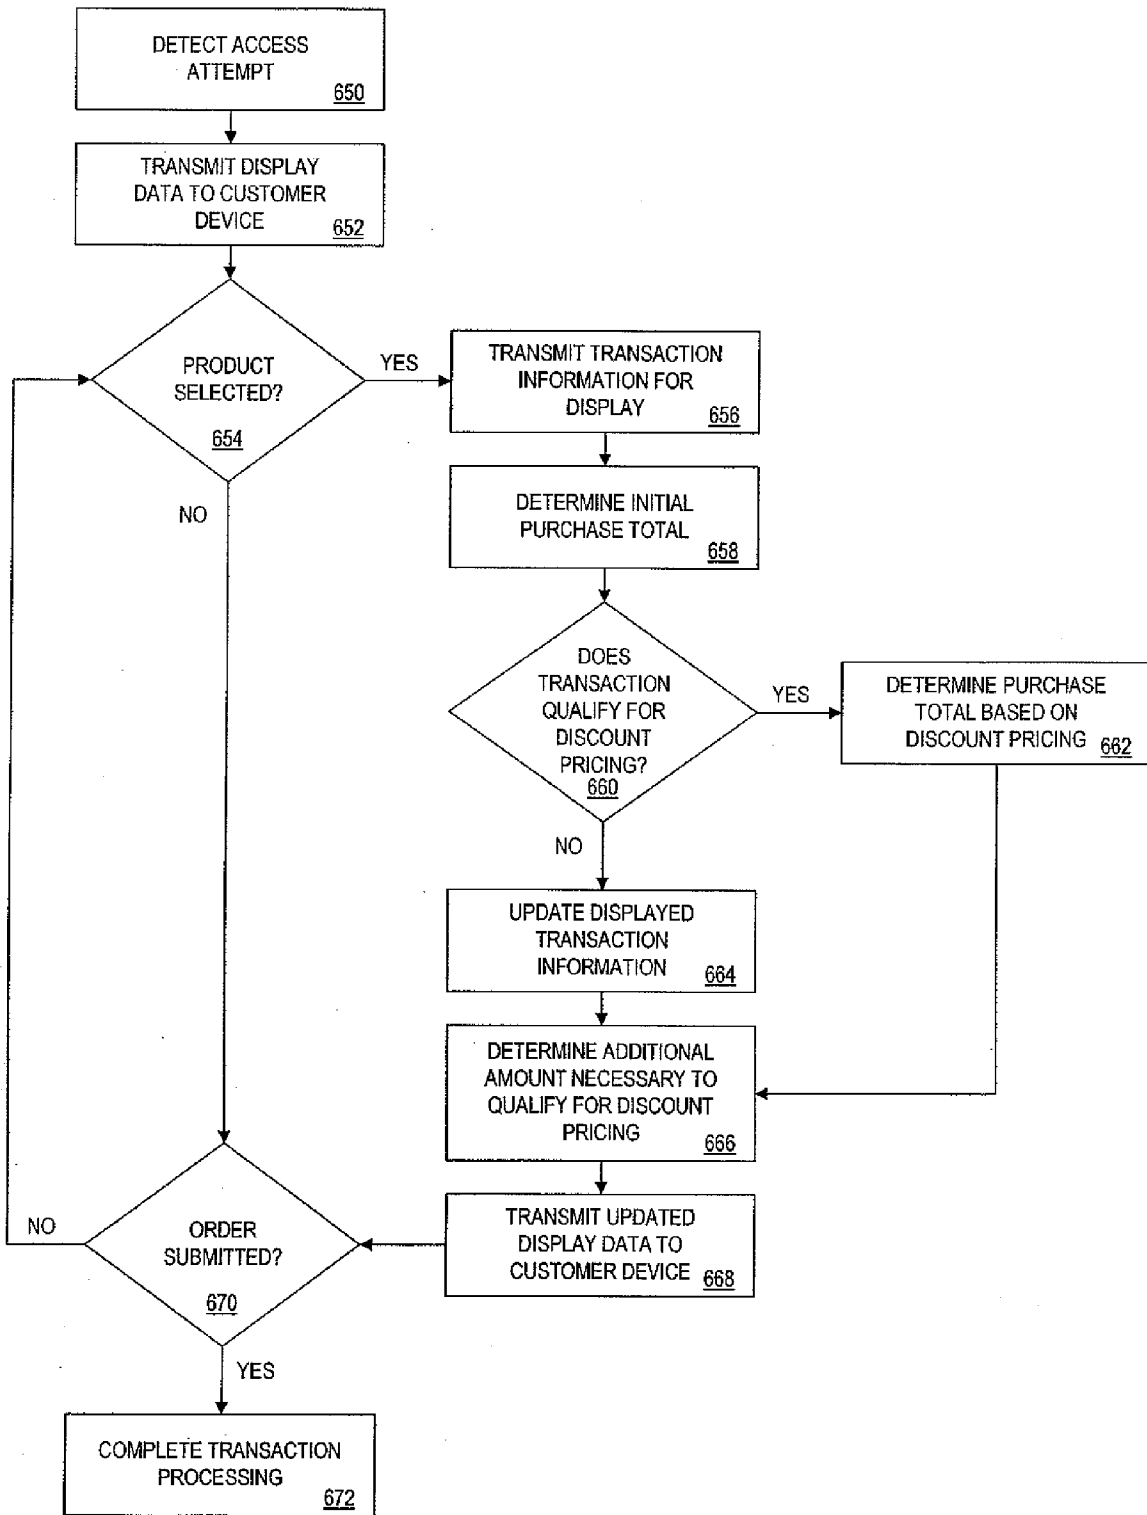 DETECT ACCESS
ATTEMPT
650
TRANSMIT DISPLAY
DATA TO CUSTOMER
DEVICE
652
PRODUCT
SELECTED?
654
YES
NO
TRANSMIT TRANSACTION
INFORMATION FOR
DISPLAY
656
DETERMINE INITIAL
PURCHASE TOTAL
658
DOES
TRANSACTION
QUALIFY FOR
DISCOUNT
PRICING?
660
YES
NO
DETERMINE PURCHASE
TOTAL BASED ON
DISCOUNT PRICING 662
UPDATE DISPLAYED
TRANSACTION
INFORMATION
664
DETERMINE ADDITIONAL
AMOUNT NECESSARY TO
QUALIFY FOR DISCOUNT
PRICING
666
TRANSMIT UPDATED
DISPLAY DATA TO
CUSTOMER DEVICE 668
ORDER
SUBMITTED?
670
NO
YES
COMPLETE TRANSACTION
PROCESSING
672